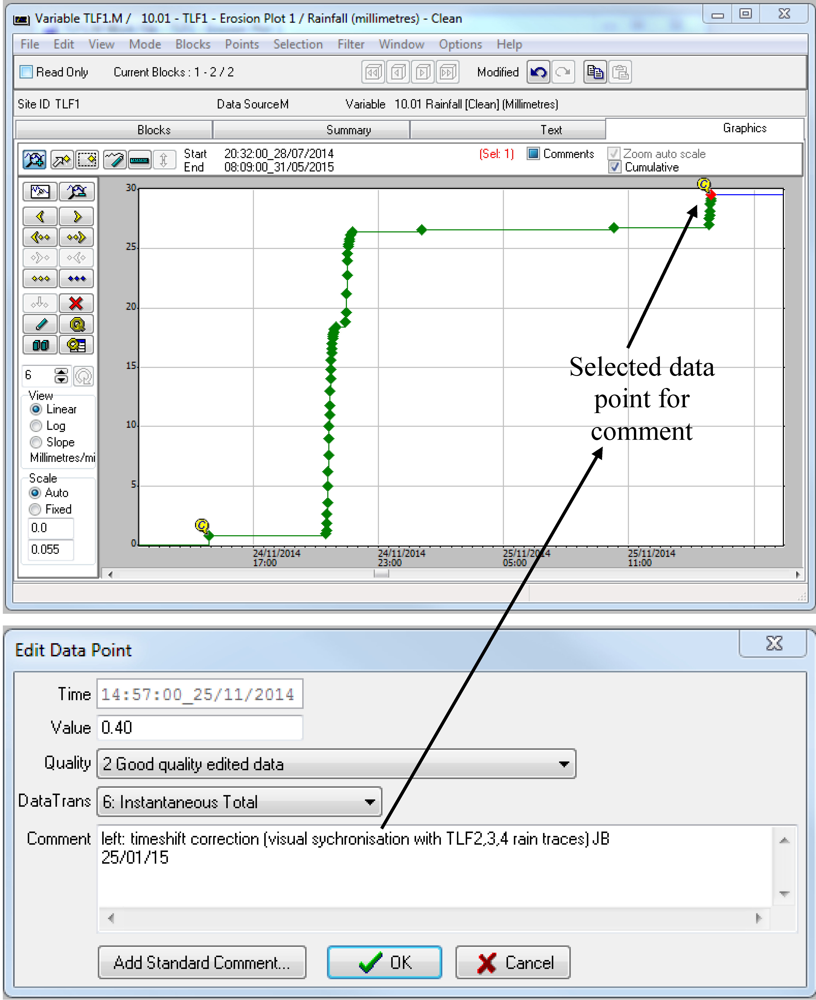 Variable TLF1.M / 10.01 - TLF1 - Erosion Plot 1 / Rainfall (millimetres) - Clean
File Edit View Mode Blocks Points Selection Filter Window Options Help
Read Only Current Blocks : 1 - 2 / 2 Modified
Site ID TLF1 Data Source M Variable 10.01 Rainfall [Clean] (Millimetres)
Blocks Summary Text Graphics
Start 20:32:00_28/07/2014 (Sel: 1) Comments Zoom auto scale
End 08:09:00_31/05/2015 Cumulative
30
25
20
15
10
5
0
C
C
Q
6
View
Linear
Log
Slope
Millimetres/mi
Scale
Auto
Fixed
0.0
0.055
24/11/2014 24/11/2014 25/11/2014 25/11/2014
17:00 23:00 05:00 11:00
Selected data
point for
comment
Edit Data Point
Time 14:57:00_25/11/2014
Value 0.40
Quality 2 Good quality edited data
DataTrans 6: Instantaneous Total
Comment left: timeshift correction (visual sychronisation with TLF2,3,4 rain traces) JB
25/01/15
Add Standard Comment... OK Cancel